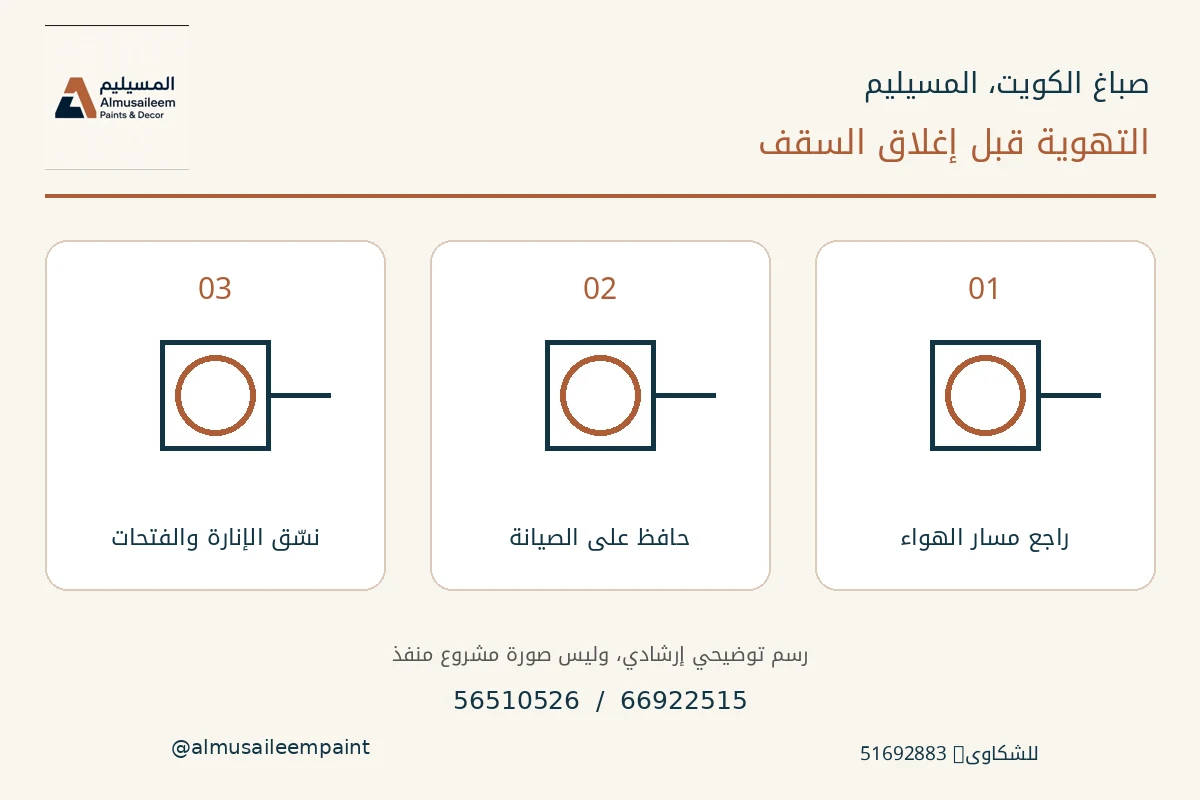 المسيليم
Almusaileem
Paints & Decor
صباغ الكويت، المسيليم
التهوية قبل إغلاق السقف
01
راجع مسار الهواء
02
حافظ على الصيانة
03
نسّق الإنارة والفتحات
رسم توضيحي إرشادي، وليس صورة مشروع منفذ
56510526 / 66922515
للشكاوى 51692883
@almusaileempaint